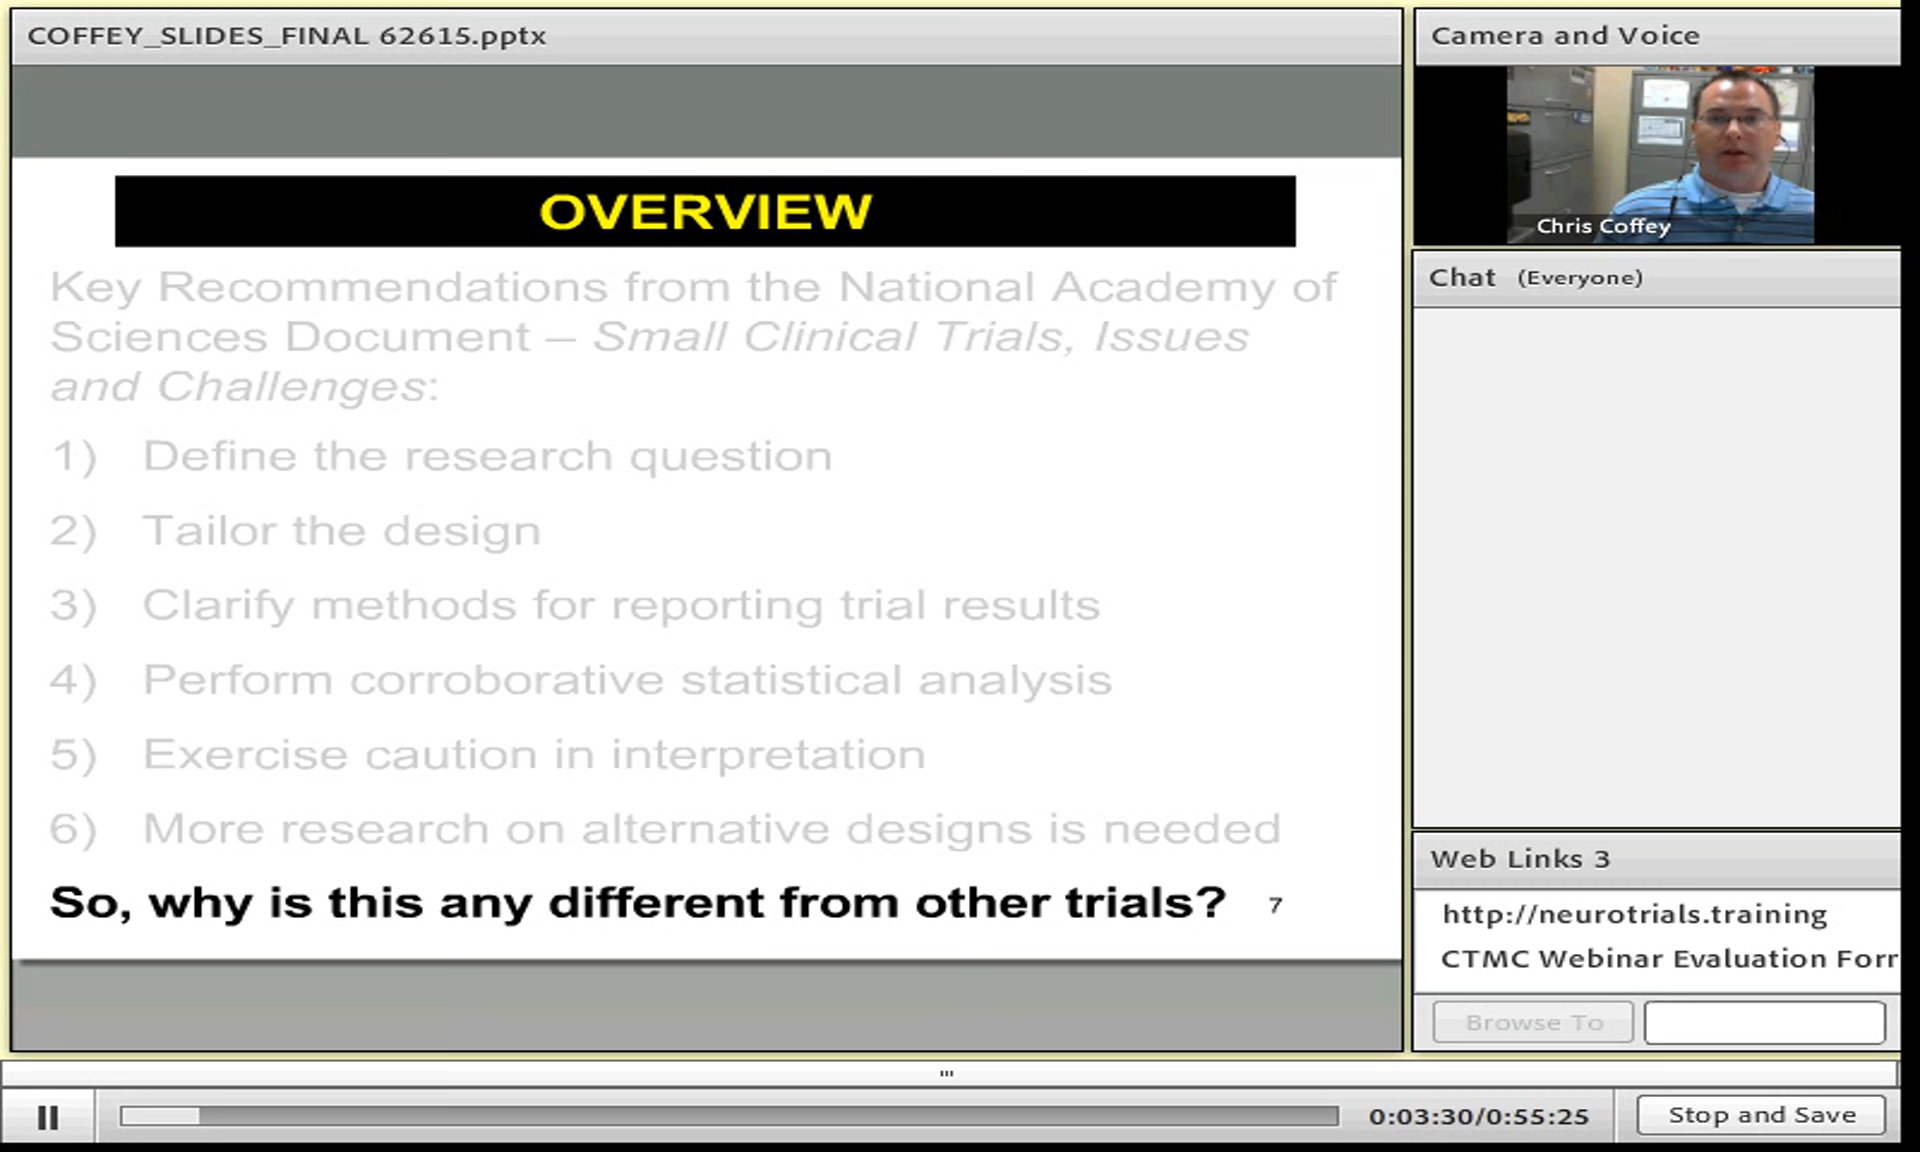 COFFEY_SLIDES_FINAL 62615.pptx
OVERVIEW
Key Recommendations from the National Academy of
Sciences Document – Small Clinical Trials, Issues
and Challenges:
1) Define the research question
2) Tailor the design
3) Clarify methods for reporting trial results
4) Perform corroborative statistical analysis
5) Exercise caution in interpretation
6) More research on alternative designs is needed
So, why is this any different from other trials? 7
Camera and Voice
Chris Coffey
Chat (Everyone)
Web Links 3
http://neurotrials.training
CTMC Webinar Evaluation Forr
Browse To
0:03:30/0:55:25
Stop and Save